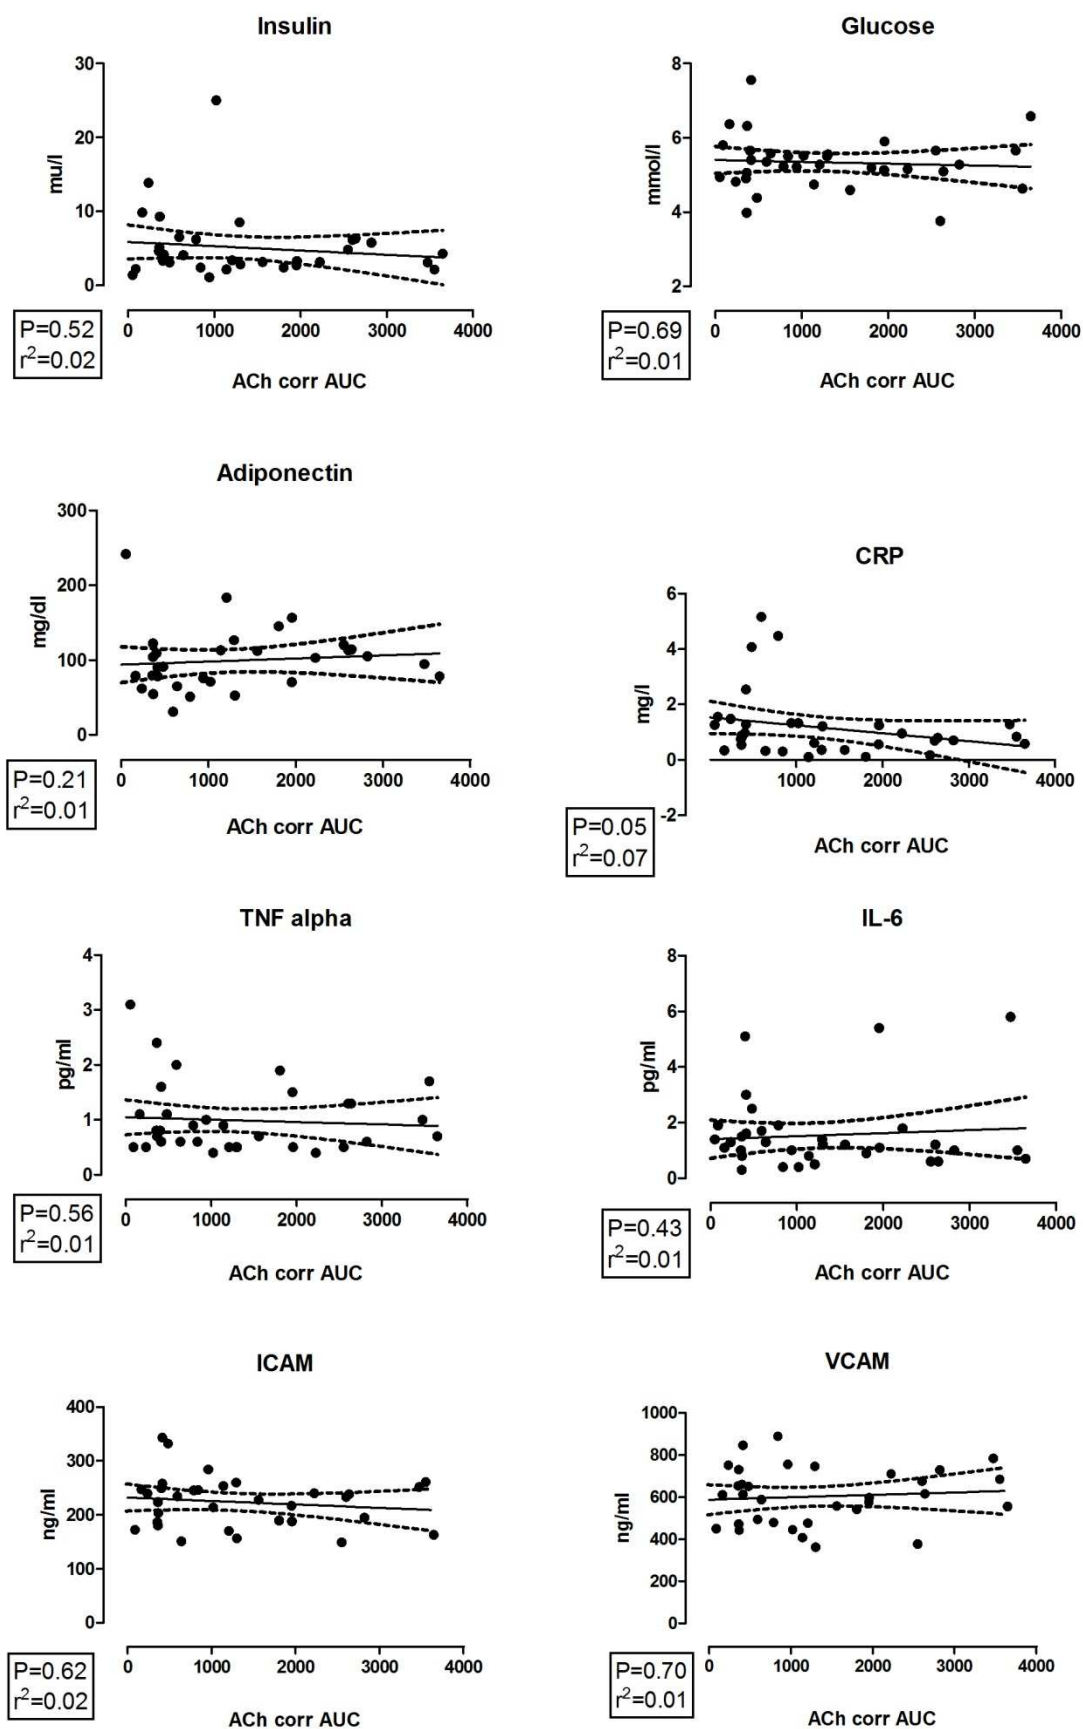 Insulin
30
20
10
0
mu/l
0 1000 2000 3000 4000
P=0.52
r²=0.02
ACh corr AUC
Glucose
8
6
4
2
mmol/l
0 1000 2000 3000 4000
P=0.69
r²=0.01
ACh corr AUC
Adiponectin
300
200
100
0
mg/dl
0 1000 2000 3000 4000
P=0.21
r²=0.01
ACh corr AUC
CRP
6
4
2
0
-2
mg/l
1000 2000 3000 4000
P=0.05
r²=0.07
ACh corr AUC
TNF alpha
4
3
2
1
0
pg/ml
0 1000 2000 3000 4000
P=0.56
r²=0.01
ACh corr AUC
IL-6
8
6
4
2
0
pg/ml
0 1000 2000 3000 4000
P=0.43
r²=0.01
ACh corr AUC
ICAM
400
300
200
100
0
ng/ml
0 1000 2000 3000 4000
P=0.62
r²=0.02
ACh corr AUC
VCAM
1000
800
600
400
200
0
ng/ml
0 1000 2000 3000 4000
P=0.70
r²=0.01
ACh corr AUC